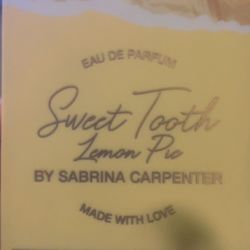 EAU DE PARFUM
Sweet Tooth
Lemon Pie
BY SABRINA CARPENTER
MADE WITH LOVE